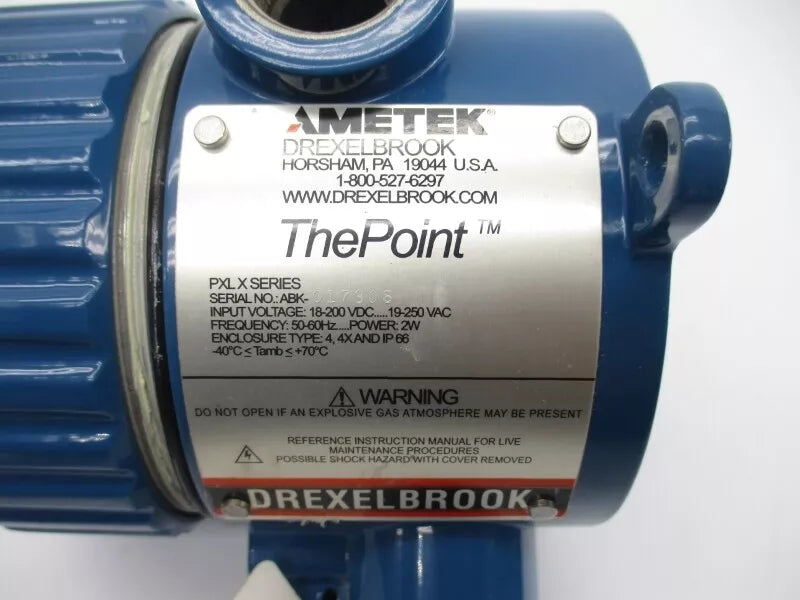 AMETEK®
DREXELBROOK
HORSHAM, PA 19044 U.S.A.
1-800-527-6297
WWW.DREXELBROOK.COM
ThePoint™
PXL X SERIES
SERIAL NO.: ABK-017306
INPUT VOLTAGE: 18-200 VDC.....19-250 VAC
FREQUENCY: 50-60Hz....POWER: 2W
ENCLOSURE TYPE: 4, 4X AND IP 66
-40°C ≤ Tamb ≤ +70°C
⚠ WARNING
DO NOT OPEN IF AN EXPLOSIVE GAS ATMOSPHERE MAY BE PRESENT
REFERENCE INSTRUCTION MANUAL FOR LIVE
MAINTENANCE PROCEDURES
POSSIBLE SHOCK HAZARD WITH COVER REMOVED
DREXELBROOK